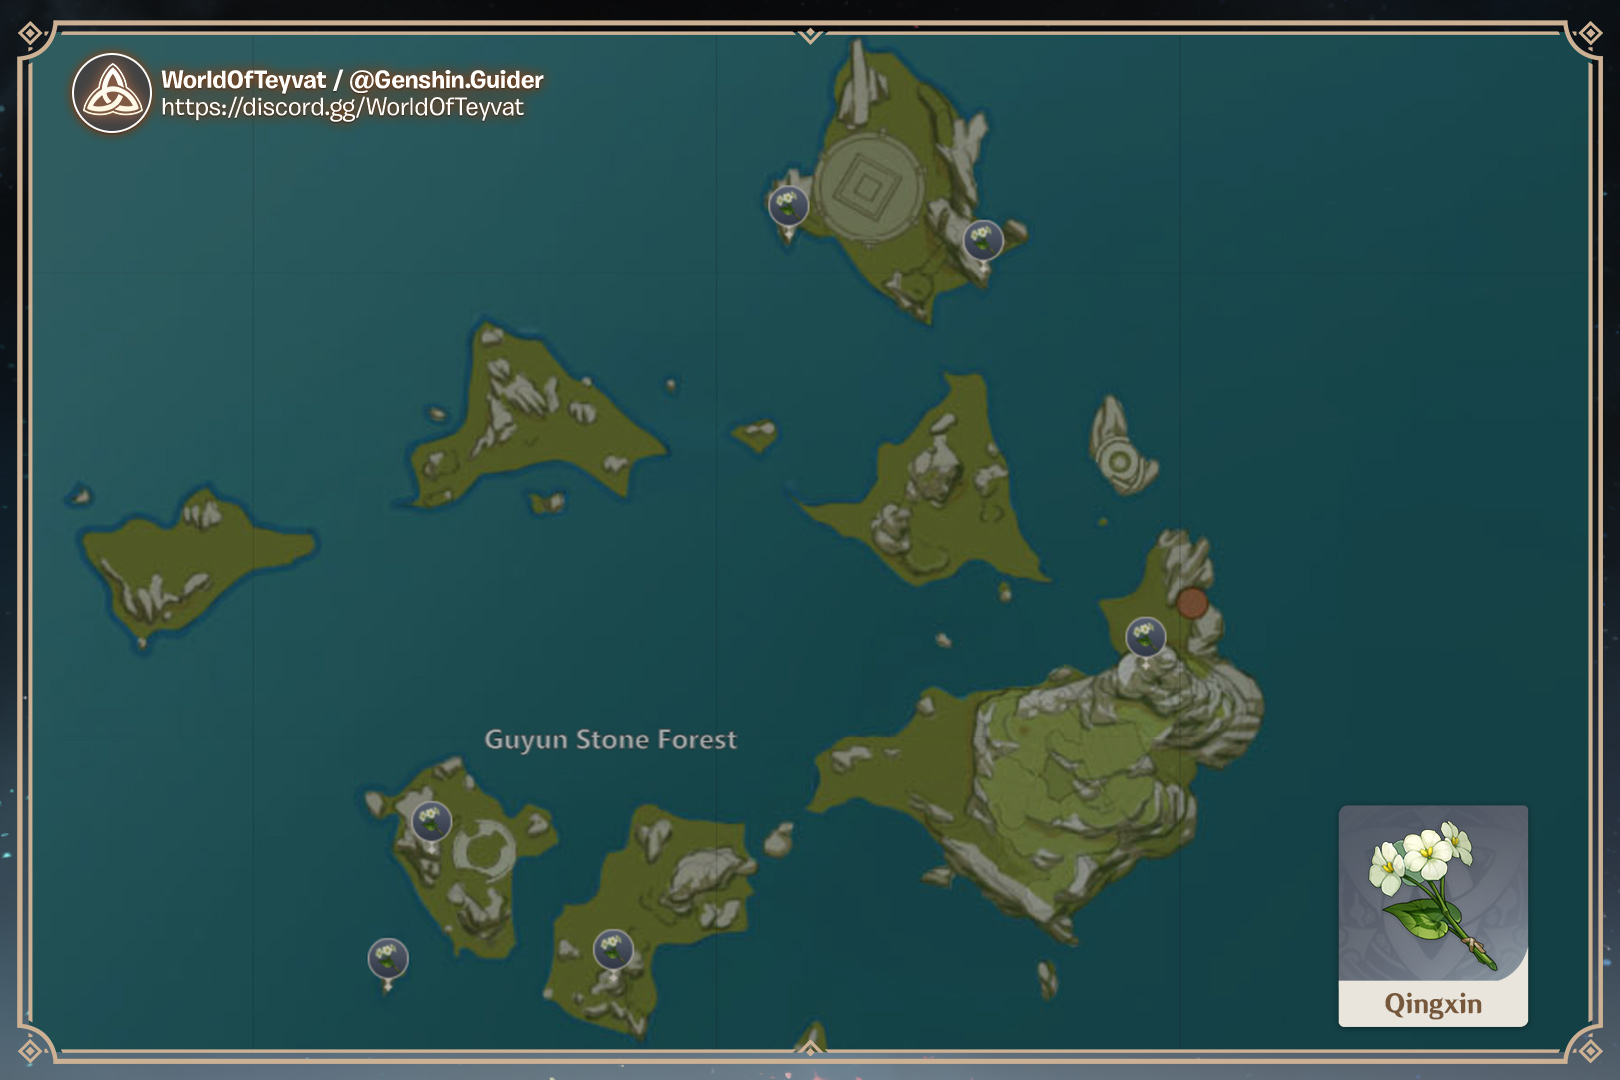 WorldOfTeyvat / @Genshin.Guider
https://discord.gg/WorldOfTeyvat
Guyun Stone Forest
Qingxin